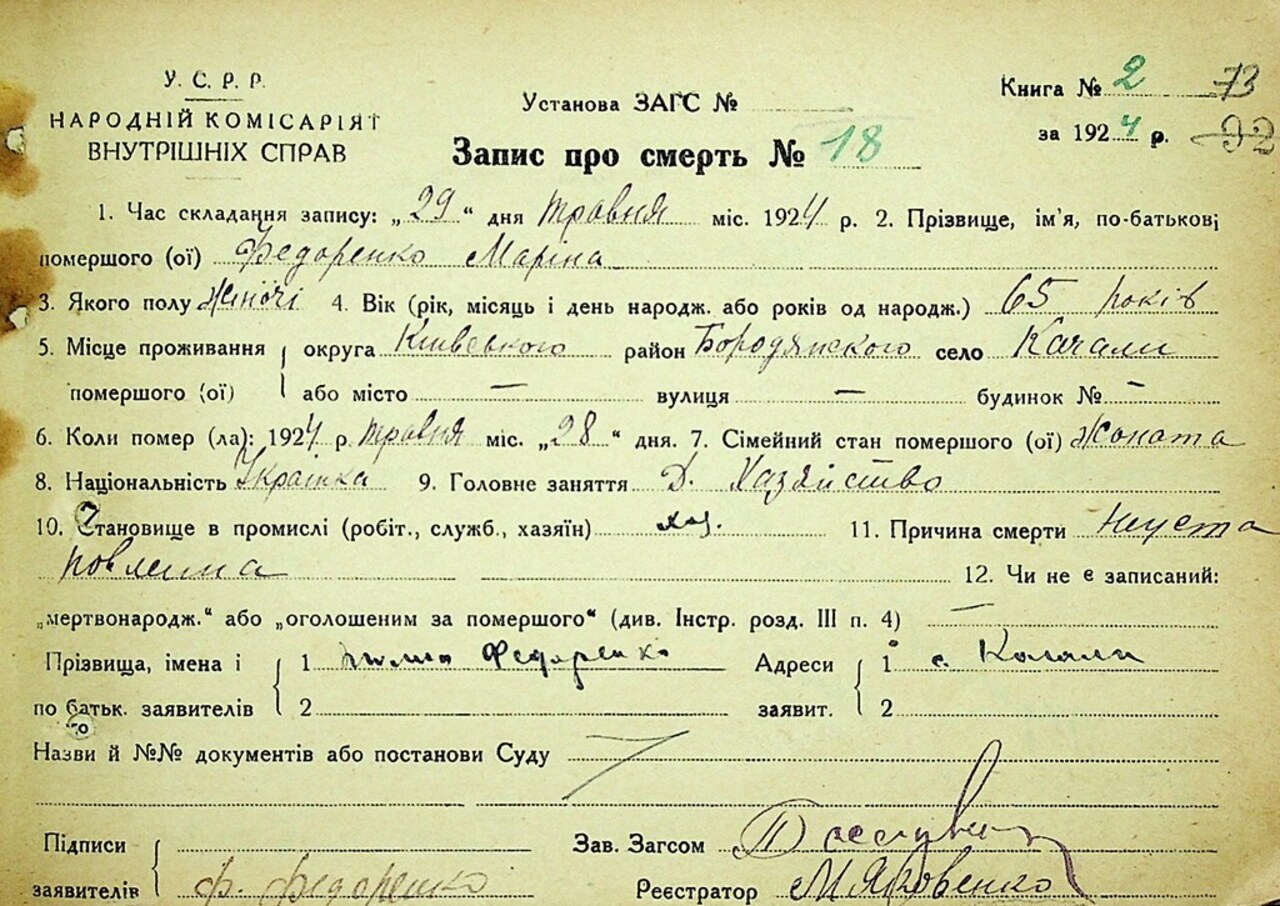 У. С. Р. Р.
НАРОДНІЙ КОМІСАРІЯТ
ВНУТРІШНІХ СПРАВ
Установа ЗАГС №
Запис про смерть № 18
Книга № 2 73
за 1924 р. 92
1. Час складання запису: „29“ дня травня міс. 1924 р. 2. Прізвище, ім'я, по-батькові
помершого (ої) Федоренко Маріна
3. Якого полу жіночі 4. Вік (рік, місяць і день народж. або років од народж.) 65 років
5. Місце проживання округа Київського район Бородянского село Качали
помершого (ої) або місто — вулиця — будинок № —
6. Коли помер (ла): 1924 р. травня міс. „28“ дня. 7. Сімейний стан помершого (ої) жоната
8. Національність Українка 9. Головне заняття Д. Хазяйство
10. Становище в промислі (робіт., служб., хазяїн) хаз. 11. Причина смерти неуста
новлена 12. Чи не є записаний:
„мертвонародж.“ або „оголошеним за помершого“ (див. Інстр. розд. III п. 4) —
Прізвища, імена і 1 Федоренко Адреси 1 с. Качали
по батьк. заявителів 2 заявит. 2
Назви й №№ документів або постанови Суду
Підписи Зав. Загсом
заявителів Ф. Федоренко Реєстратор М Яковенко